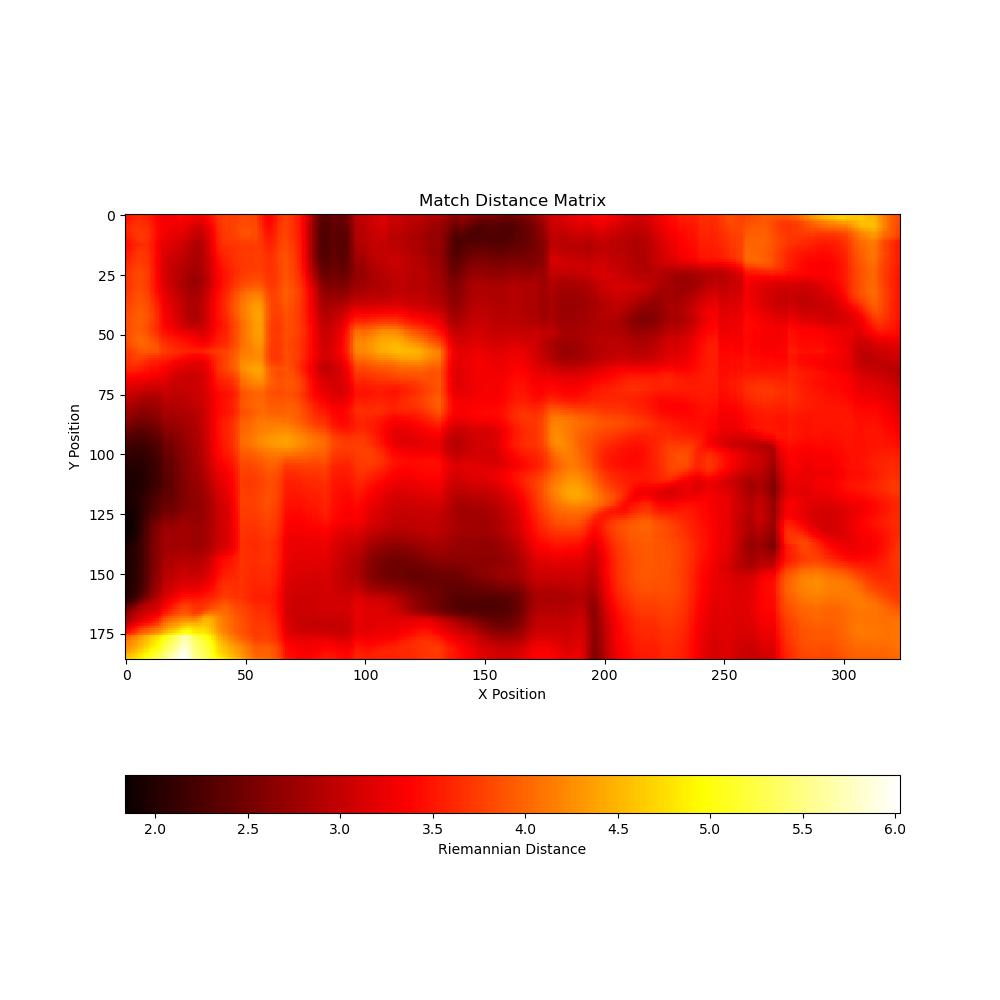 Match Distance Matrix
0
25
50
75
100
125
150
175
Y Position
0 50 100 150 200 250 300
X Position
2.0 2.5 3.0 3.5 4.0 4.5 5.0 5.5 6.0
Riemannian Distance